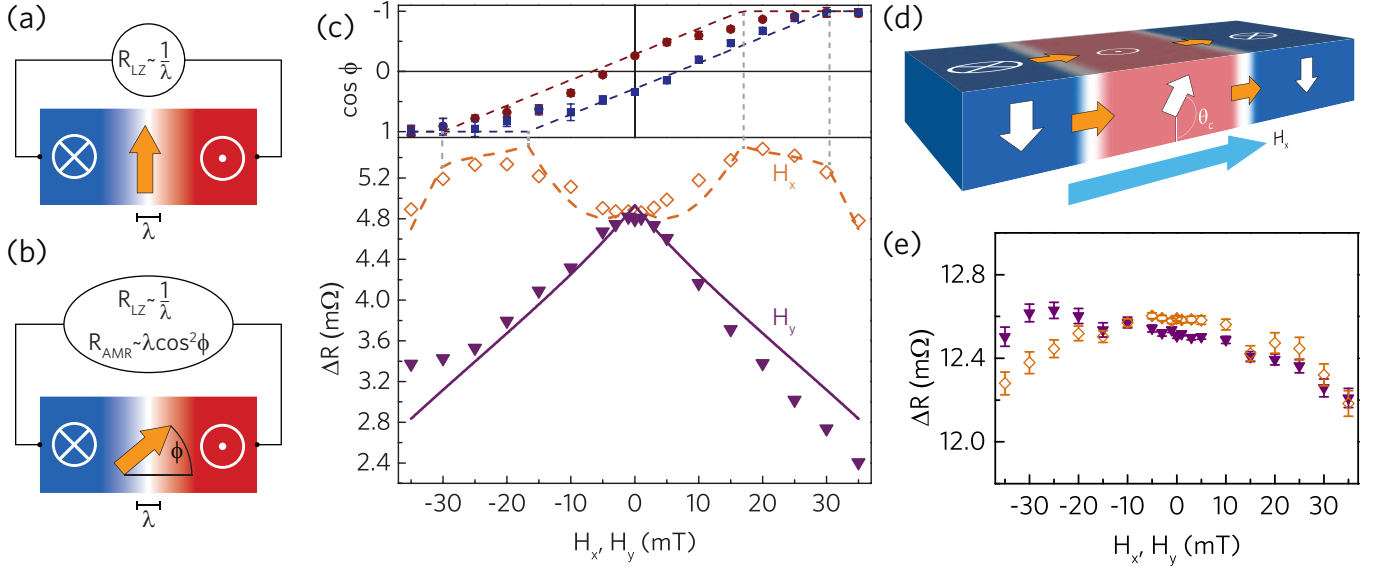 (a)
R_LZ ~ 1/λ
λ
(b)
R_LZ ~ 1/λ
R_AMR ~ λcos²ϕ
ϕ
λ
(c)
-1
0
1
cos ϕ
5.2
4.8
4.4
4.0
3.6
3.2
2.8
2.4
ΔR (mΩ)
H_x
H_y
-30 -20 -10 0 10 20 30
H_x, H_y (mT)
(d)
θ_c
H_x
(e)
12.8
12.4
12.0
ΔR (mΩ)
-30 -20 -10 0 10 20 30
H_x, H_y (mT)